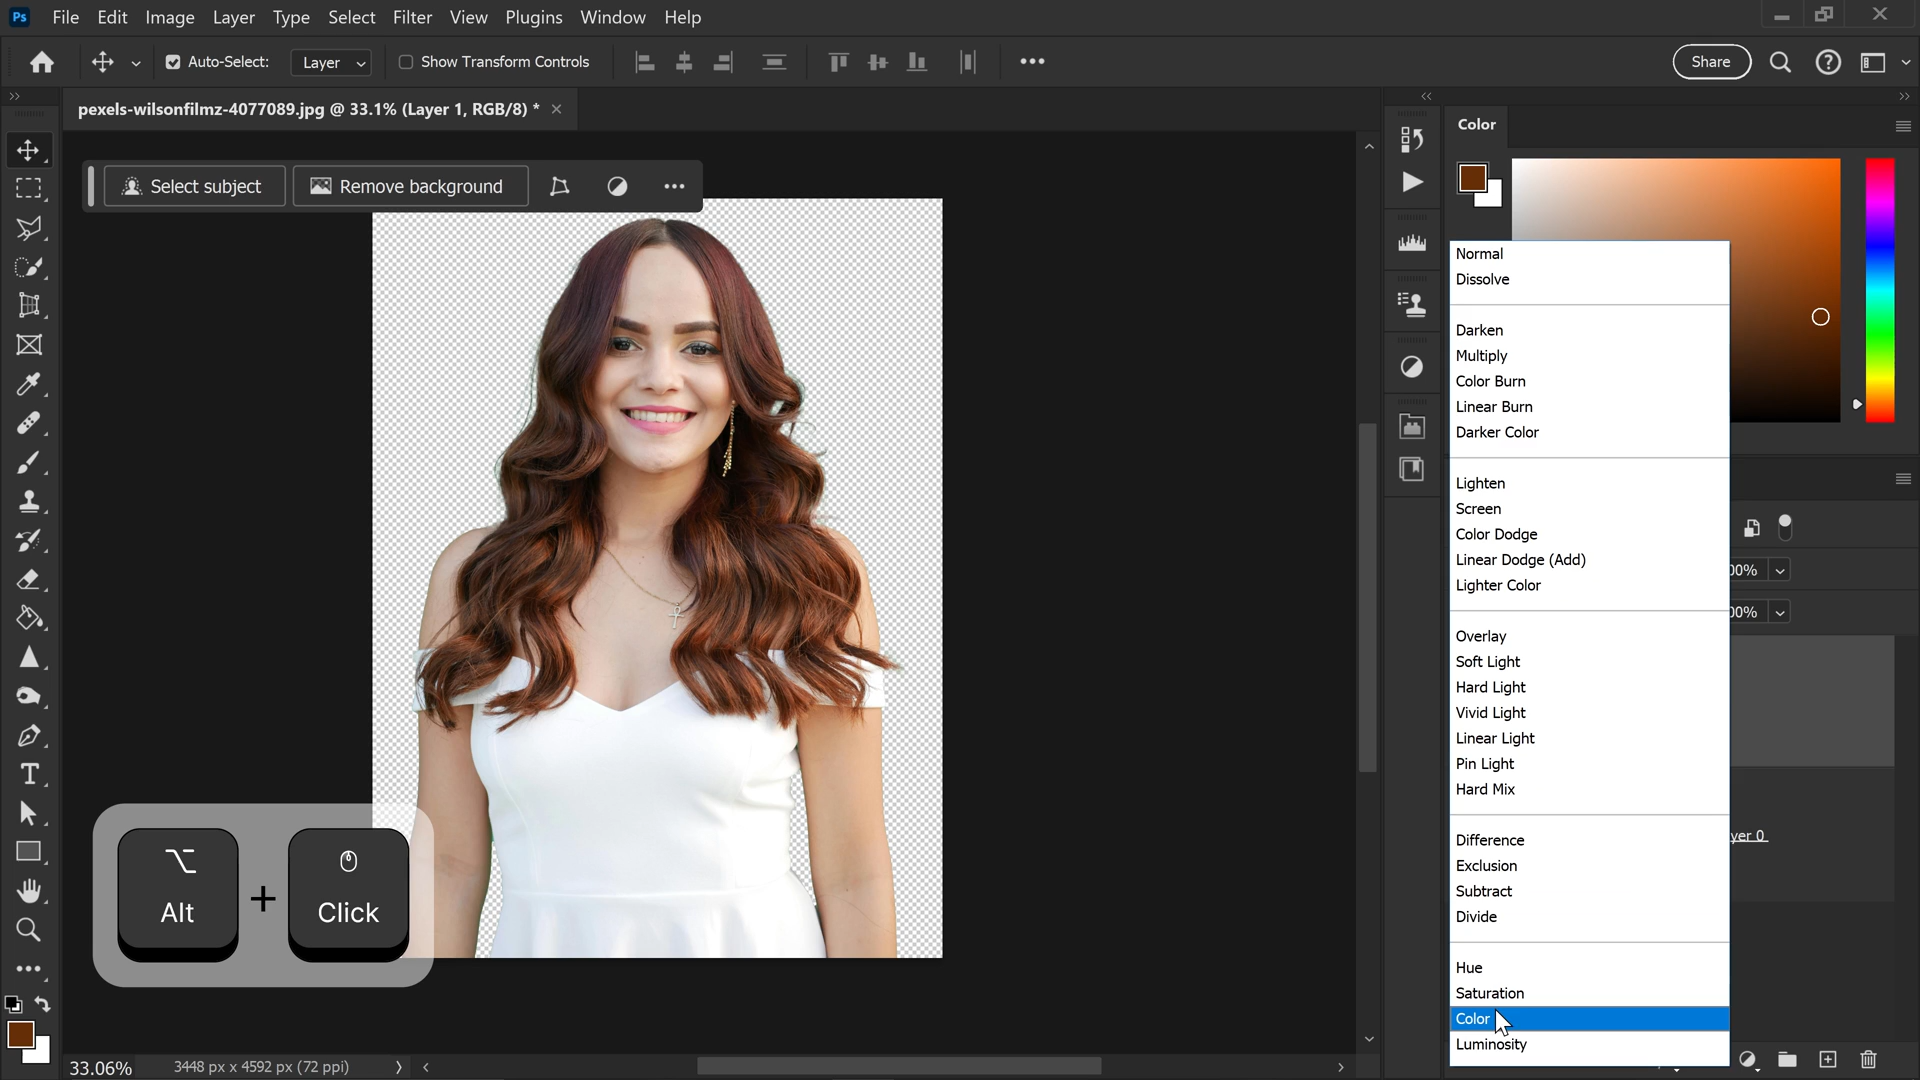 Ps File Edit Image Layer Type Select Filter View Plugins Window Help
Auto-Select: Layer Show Transform Controls Share
pexels-wilsonfilmz-4077089.jpg @ 33.1% (Layer 1, RGB/8) *
Color
Select subject Remove background
Normal
Dissolve
Darken
Multiply
Color Burn
Linear Burn
Darker Color
Lighten
Screen
Color Dodge
Linear Dodge (Add)
Lighter Color
Overlay
Soft Light
Hard Light
Vivid Light
Linear Light
Pin Light
Hard Mix
Difference
Exclusion
Subtract
Divide
Hue
Saturation
Color
Luminosity
00%
00%
yer 0
Alt + Click
33.06% 3448 px x 4592 px (72 ppi)